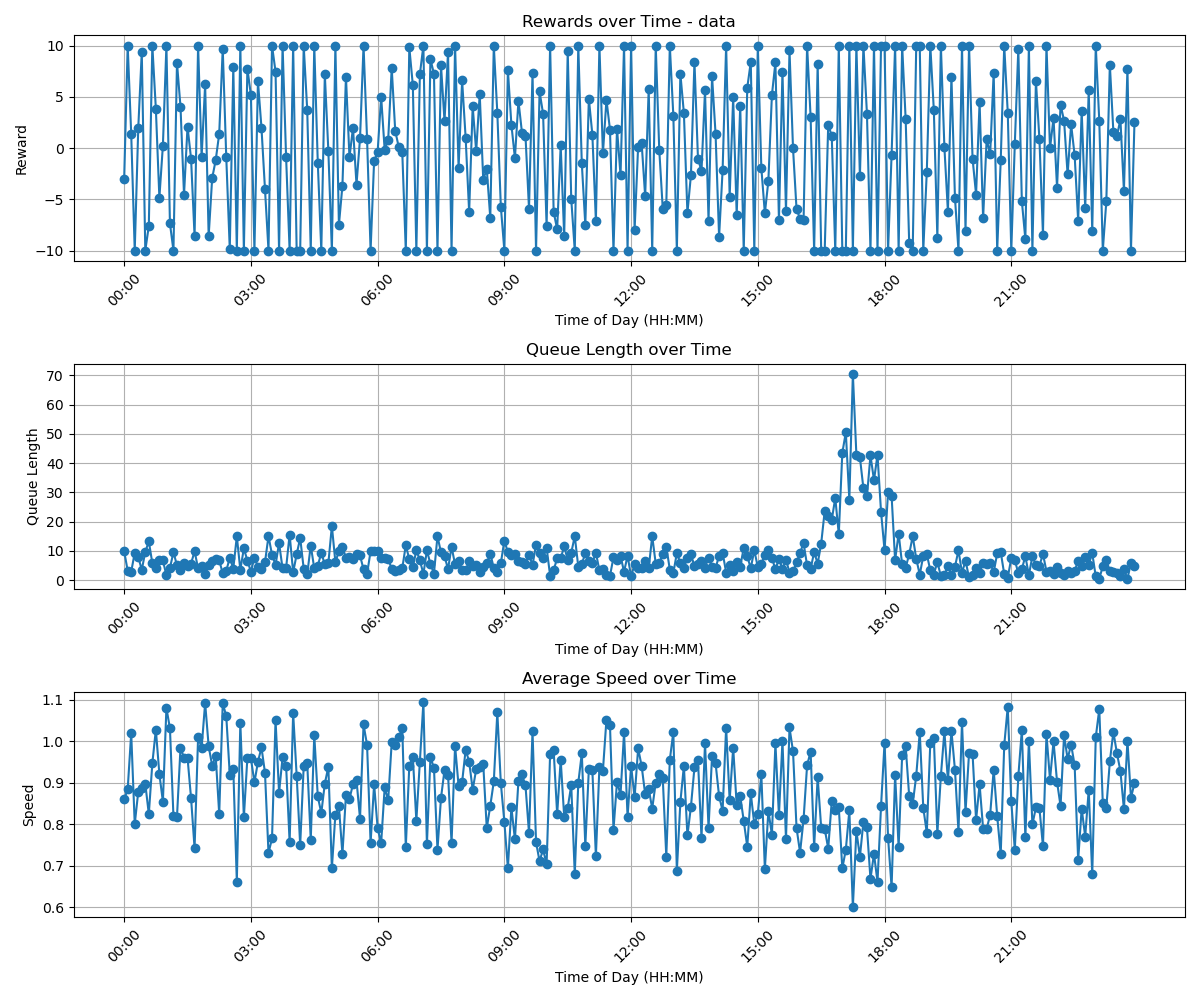 Rewards over Time - data
Reward
10
5
0
−5
−10
00:00 03:00 06:00 09:00 12:00 15:00 18:00 21:00
Time of Day (HH:MM)
Queue Length over Time
Queue Length
70
60
50
40
30
20
10
0
00:00 03:00 06:00 09:00 12:00 15:00 18:00 21:00
Time of Day (HH:MM)
Average Speed over Time
Speed
1.1
1.0
0.9
0.8
0.7
0.6
00:00 03:00 06:00 09:00 12:00 15:00 18:00 21:00
Time of Day (HH:MM)